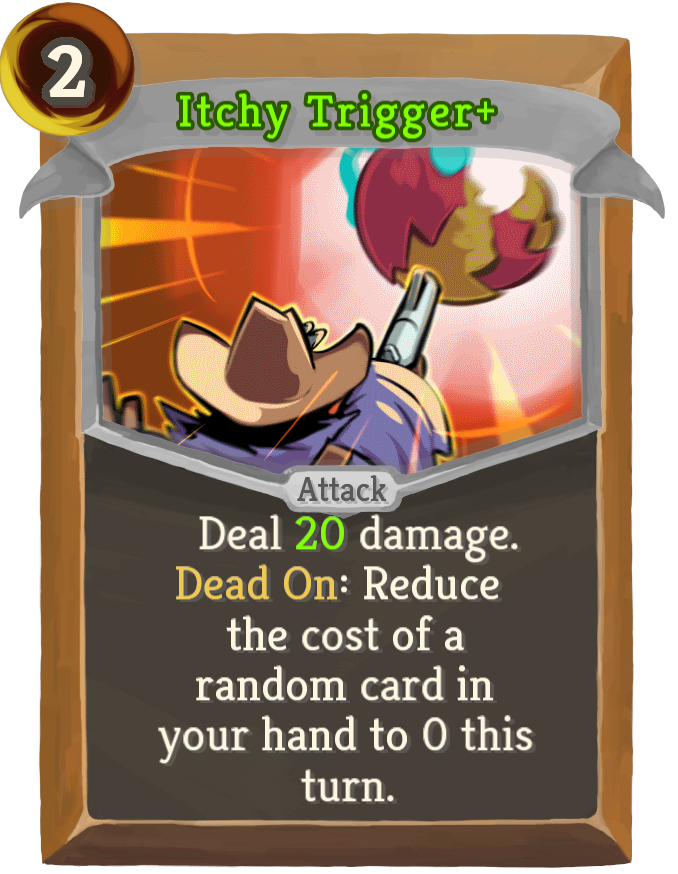 2
Itchy Trigger+
Attack
Deal 20 damage.
Dead On: Reduce
the cost of a
random card in
your hand to 0 this
turn.